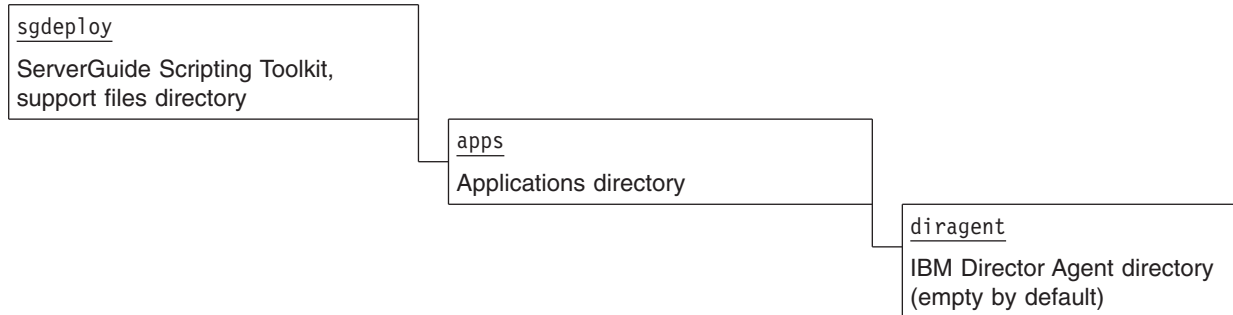 sgdeploy
ServerGuide Scripting Toolkit,
support files directory
apps
Applications directory
diragent
IBM Director Agent directory
(empty by default)